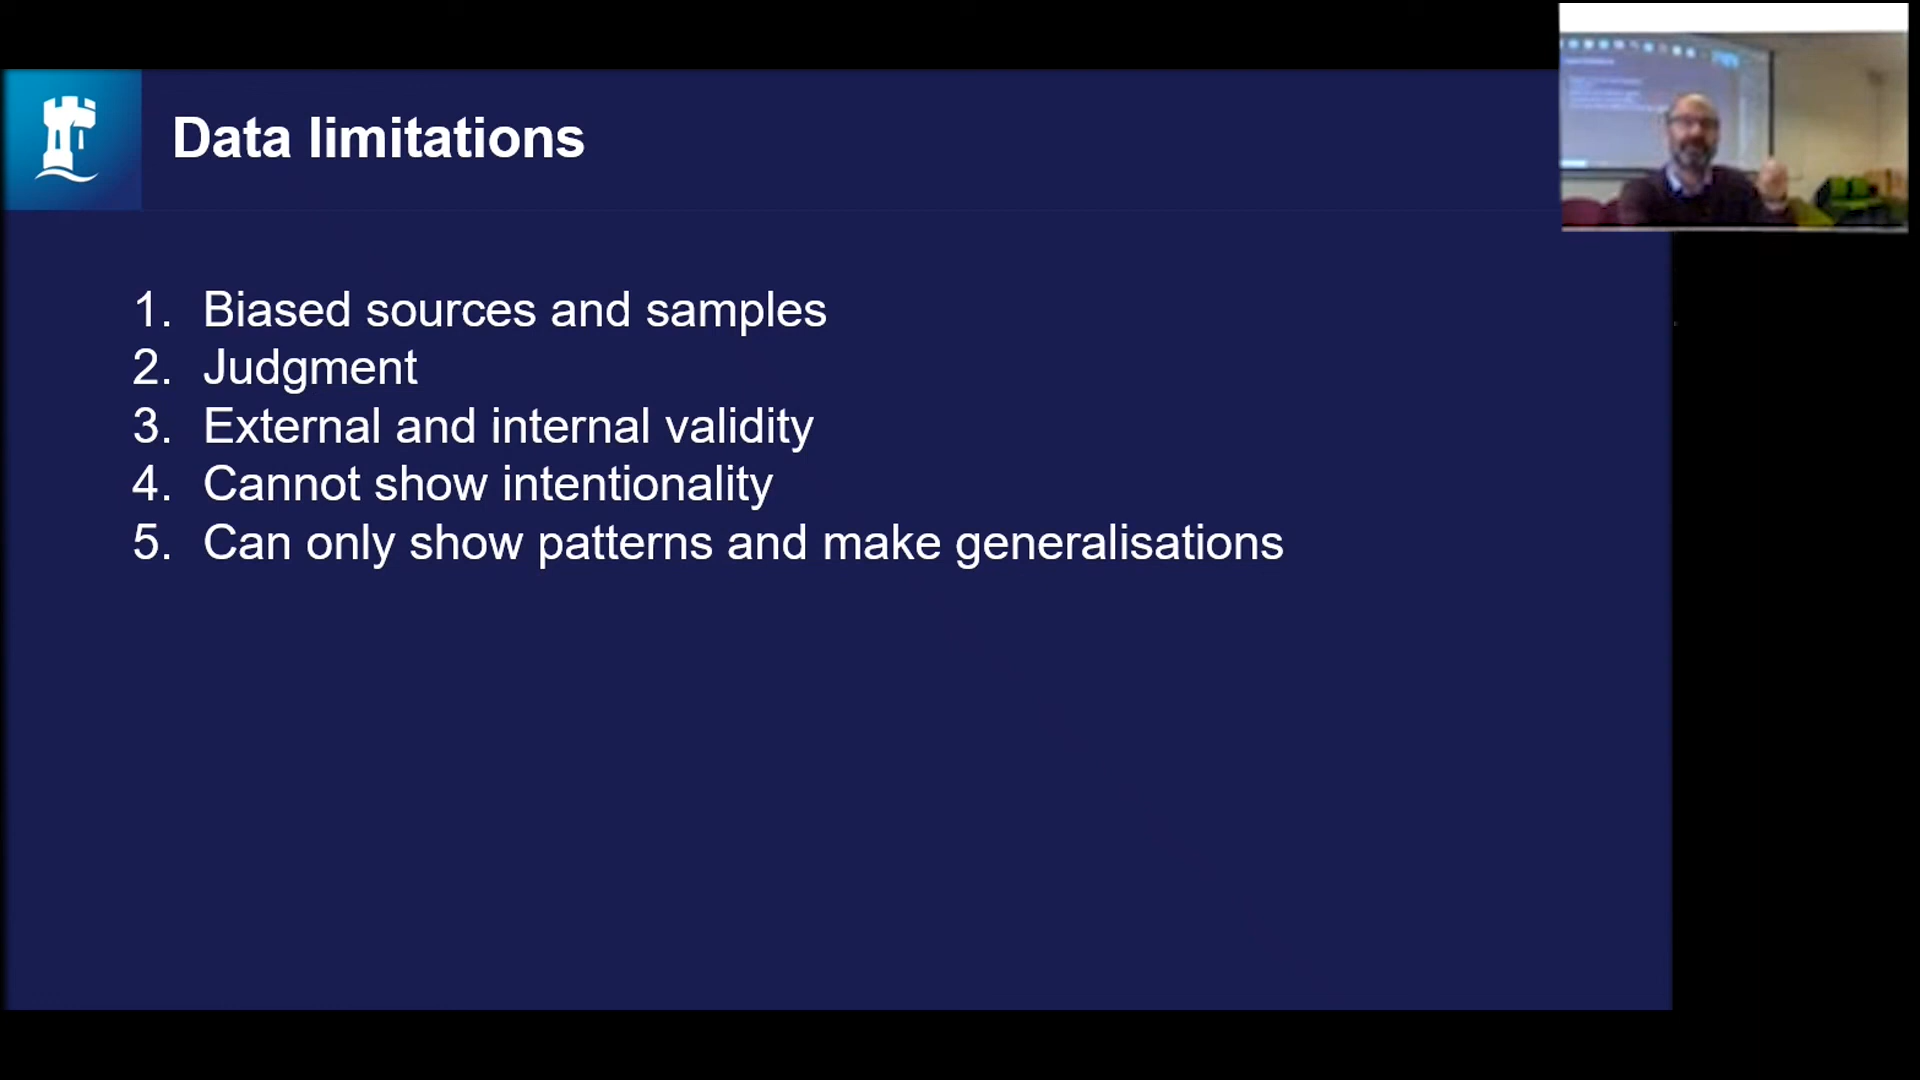 Data limitations
1. Biased sources and samples
2. Judgment
3. External and internal validity
4. Cannot show intentionality
5. Can only show patterns and make generalisations